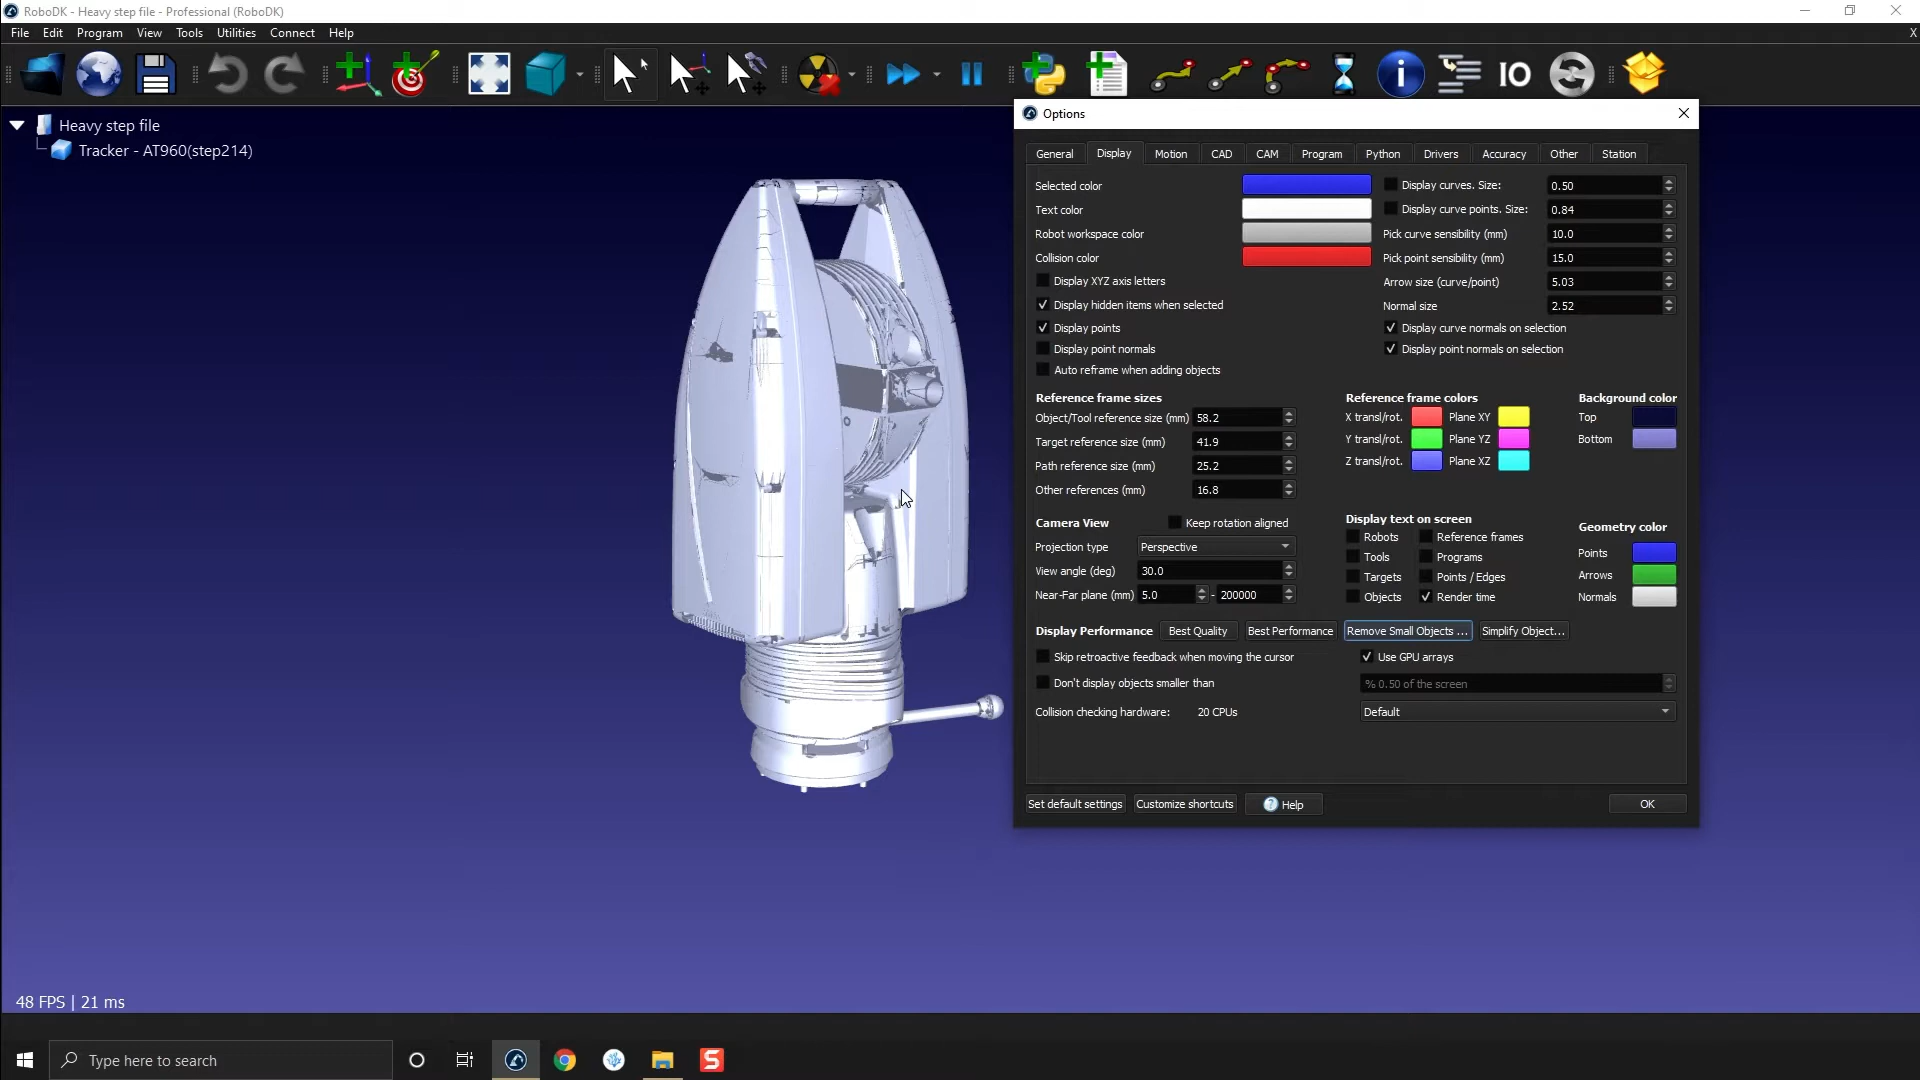 RoboDK - Heavy step file - Professional (RoboDK)
File Edit Program View Tools Utilities Connect Help X
IO
Heavy step file
Tracker - AT960(step214)
Options
General Display Motion CAD CAM Program Python Drivers Accuracy Other Station
Selected color Display curves. Size: 0.50
Text color Display curve points. Size: 0.84
Robot workspace color Pick curve sensibility (mm) 10.0
Collision color Pick point sensibility (mm) 15.0
Display XYZ axis letters Arrow size (curve/point) 5.03
Display hidden items when selected Normal size 2.52
Display points Display curve normals on selection
Display point normals Display point normals on selection
Auto reframe when adding objects
Reference frame sizes Reference frame colors Background color
Object/Tool reference size (mm) 58.2 X transl/rot. Plane XY Top
Target reference size (mm) 41.9 Y transl/rot. Plane YZ Bottom
Path reference size (mm) 25.2 Z transl/rot. Plane XZ
Other references (mm) 16.8
Camera View Keep rotation aligned Display text on screen Geometry color
Projection type Perspective Robots Reference frames Points
View angle (deg) 30.0 Tools Programs Arrows
Near-Far plane (mm) 5.0 - 200000 Targets Points / Edges Normals
Objects Render time
Display Performance Best Quality Best Performance Remove Small Objects ... Simplify Object...
Skip retroactive feedback when moving the cursor Use GPU arrays
Don't display objects smaller than % 0.50 of the screen
Collision checking hardware: 20 CPUs Default
Set default settings Customize shortcuts Help OK
48 FPS | 21 ms
Type here to search
S